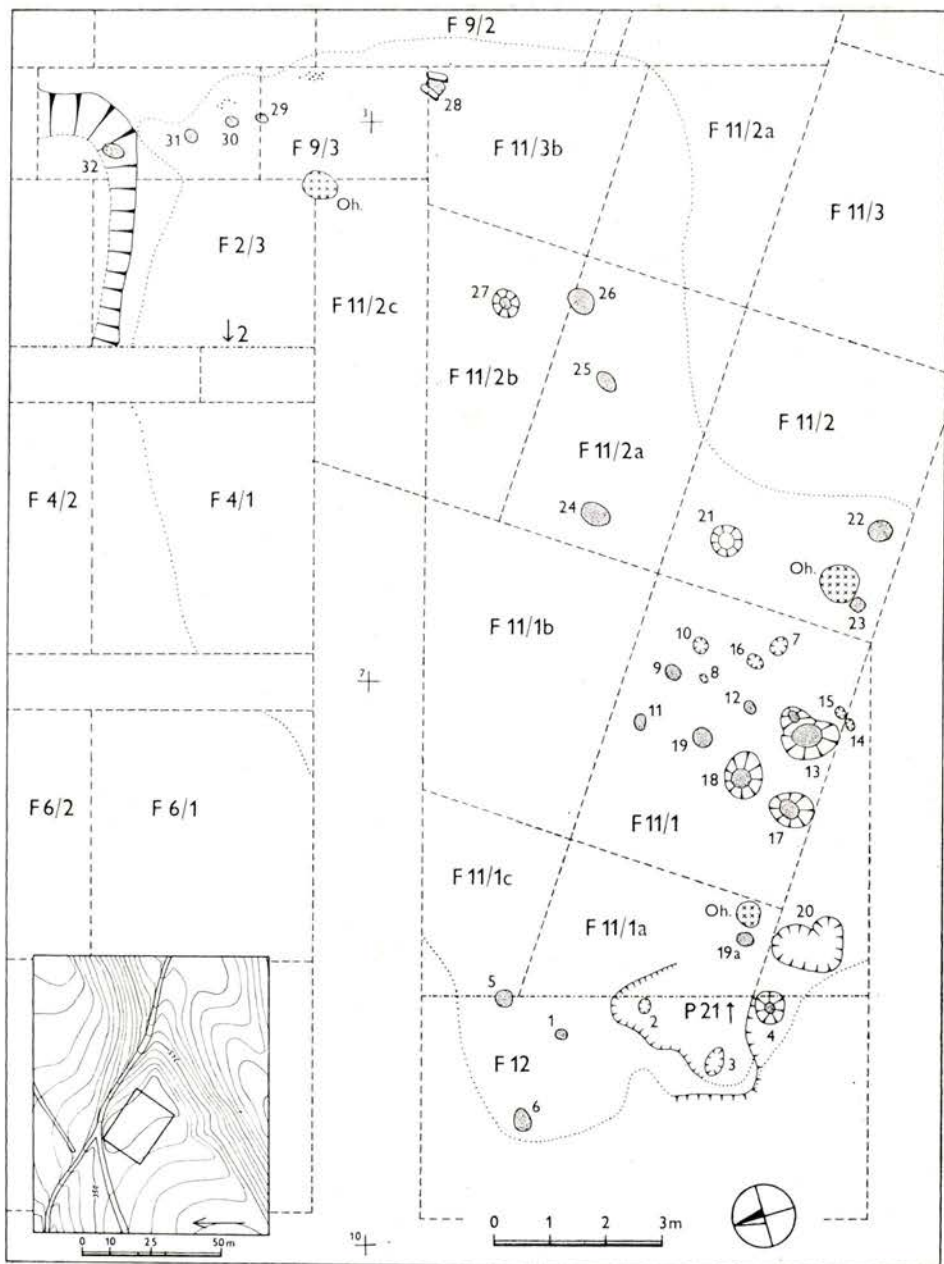 F 9/2
28
29
30
31
32
3
F 9/3
F 11/3b
F 11/2a
F 11/3
Oh.
F 2/3
27
26
F 11/2c
↓2
F 11/2b
25
F 11/2
F 11/2a
F 4/2
F 4/1
24
21
22
Oh.
23
F 11/1b
10
16
7
7
9
8
12
15
14
11
19
13
18
17
F 6/2
F 6/1
F 11/1
F 11/1c
Oh.
20
F 11/1a
19a
5
2
P 21↑
4
1
3
F 12
6
0 1 2 3m
0 10 25 50m
10